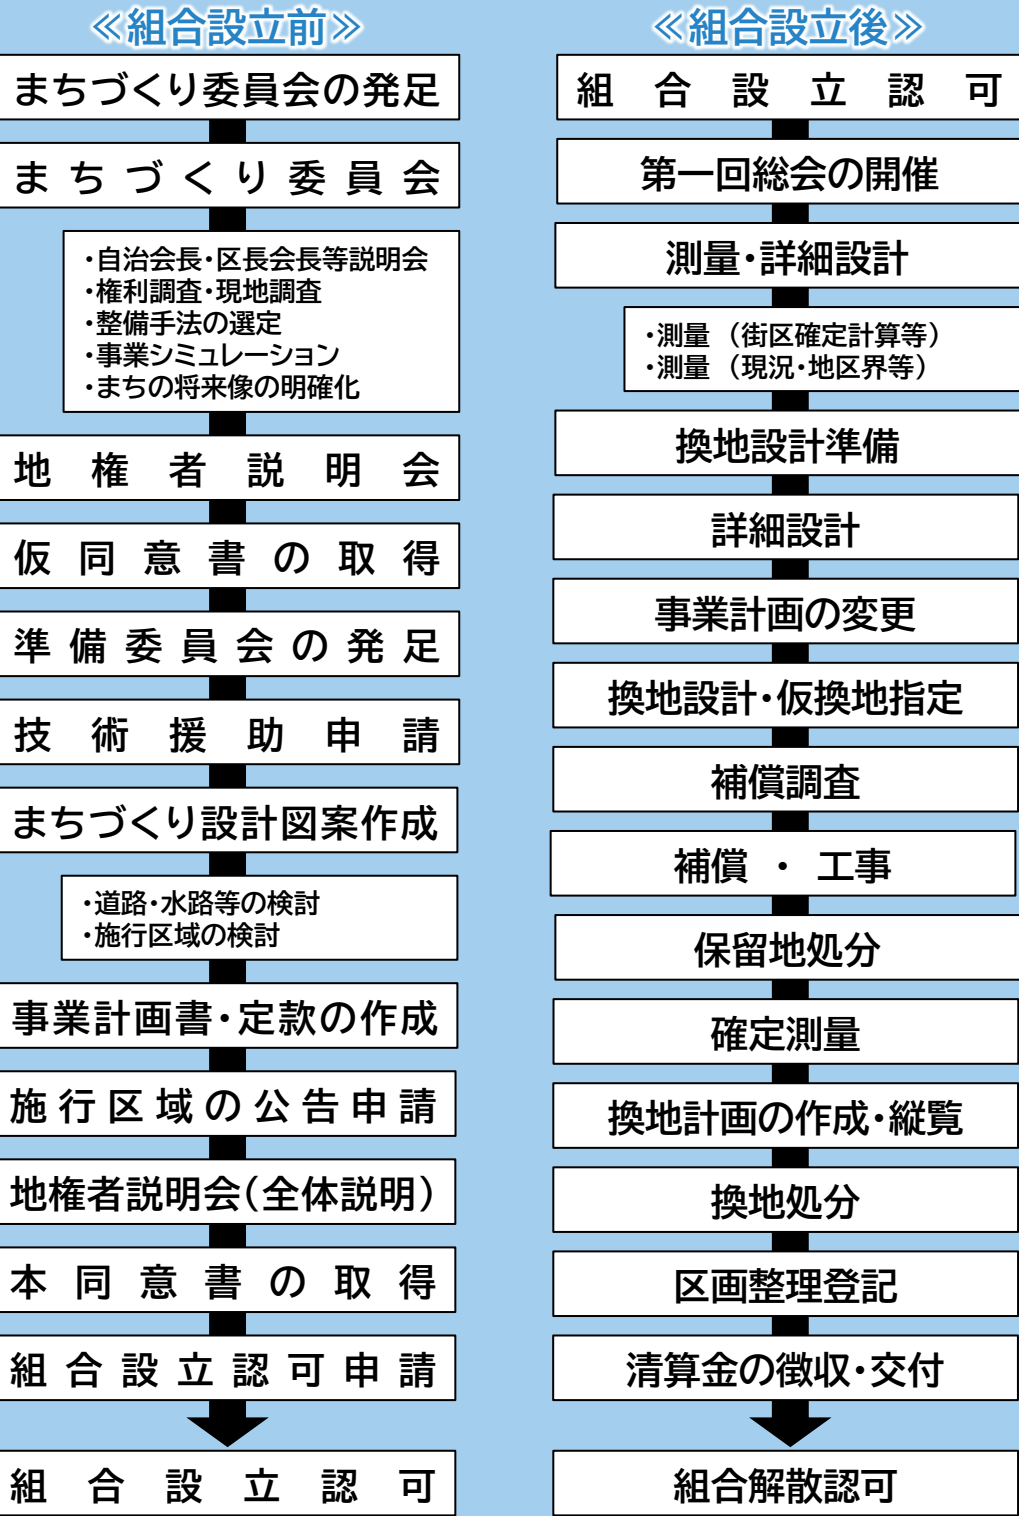 ≪組合設立前≫
まちづくり委員会の発足
まちづくり委員会
・自治会長・区長会長等説明会
・権利調査・現地調査
・整備手法の選定
・事業シミュレーション
・まちの将来像の明確化
地権者説明会
仮同意書の取得
準備委員会の発足
技術援助申請
まちづくり設計図案作成
・道路・水路等の検討
・施行区域の検討
事業計画書・定款の作成
施行区域の公告申請
地権者説明会(全体説明)
本同意書の取得
組合設立認可申請
組合設立認可
≪組合設立後≫
組合設立認可
第一回総会の開催
測量・詳細設計
・測量 (街区確定計算等)
・測量 (現況・地区界等)
換地設計準備
詳細設計
事業計画の変更
換地設計・仮換地指定
補償調査
補償 ・ 工事
保留地処分
確定測量
換地計画の作成・縦覧
換地処分
区画整理登記
清算金の徴収・交付
組合解散認可